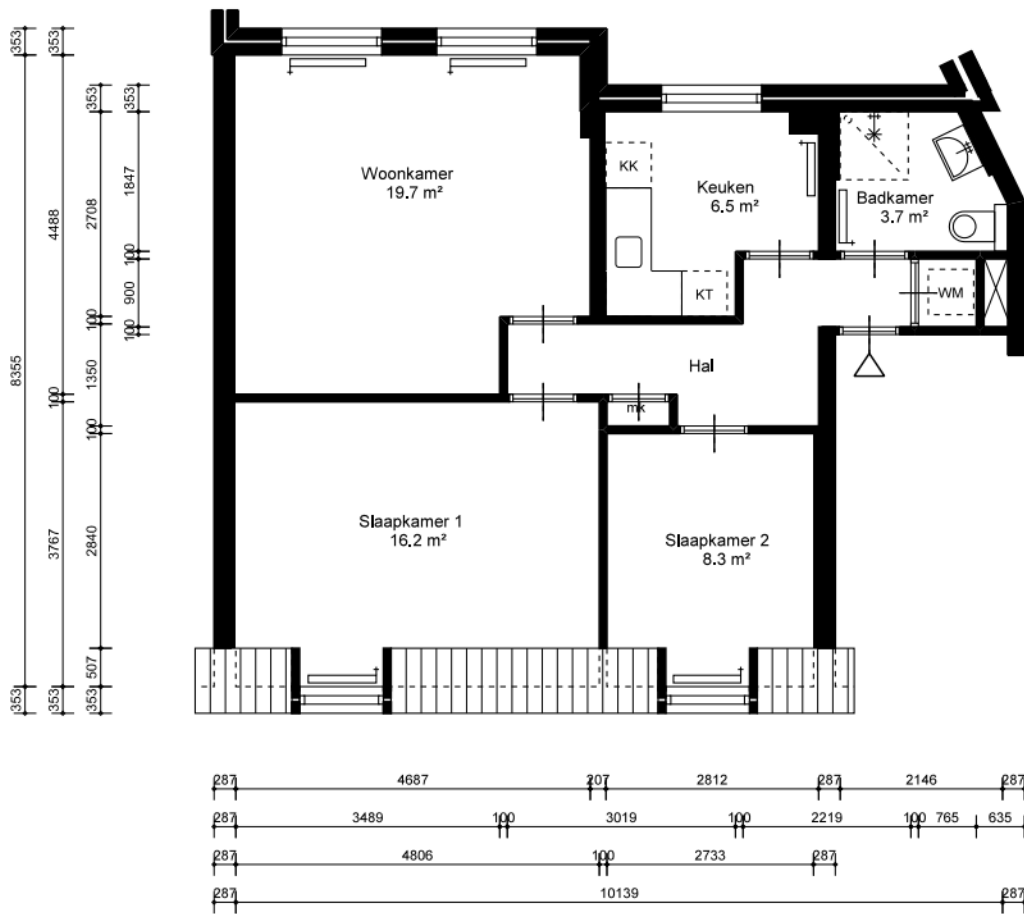 Woonkamer
19.7 m²
KK
Keuken
6.5 m²
Badkamer
3.7 m²
KT
WM
Hal
mk
Slaapkamer 1
16.2 m²
Slaapkamer 2
8.3 m²
353 8355 353
353 4488 100 3767 353
353 2708 100 1350 100 2840 507 353
353 1847 100 900 100
287 4687 207 2812 287 2146 287
287 3489 100 3019 100 2219 100 765 635
287 4806 100 2733 287
287 10139 287